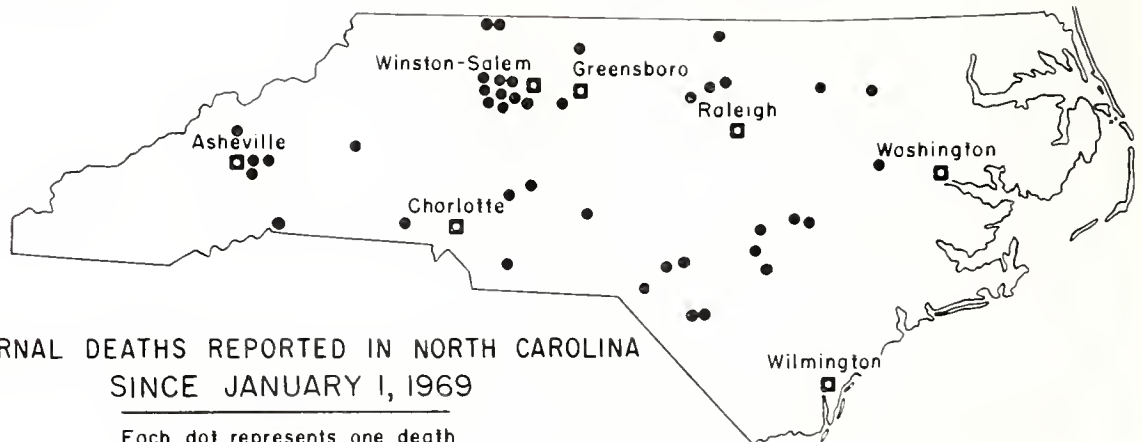 Winston-Salem
Greensboro
Raleigh
Asheville
Washington
Charlotte
RNAL DEATHS REPORTED IN NORTH CAROLINA
Wilmington
SINCE JANUARY 1, 1969
Each dot represents one death